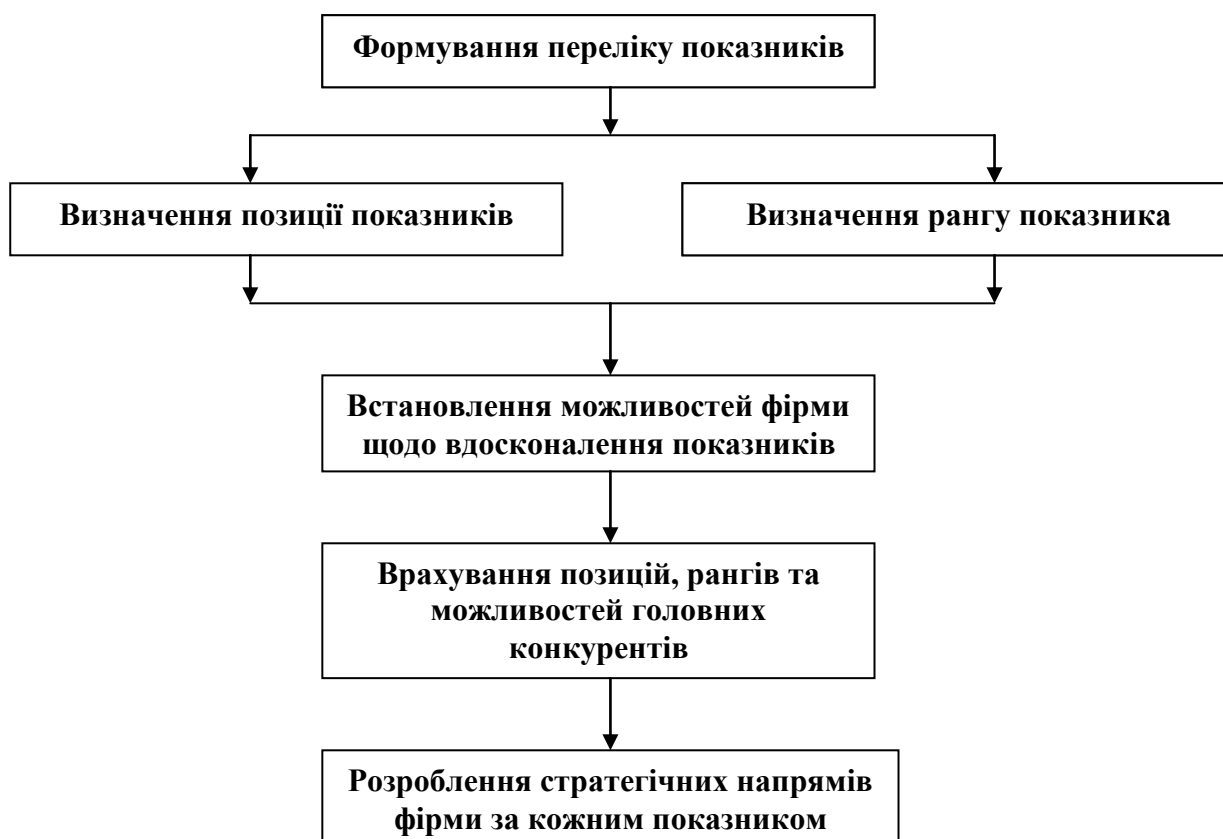 Формування переліку показників
Визначення позиції показників
Визначення рангу показника
Встановлення можливостей фірми
щодо вдосконалення показників
Врахування позицій, рангів та
можливостей головних
конкурентів
Розроблення стратегічних напрямів
фірми за кожним показником